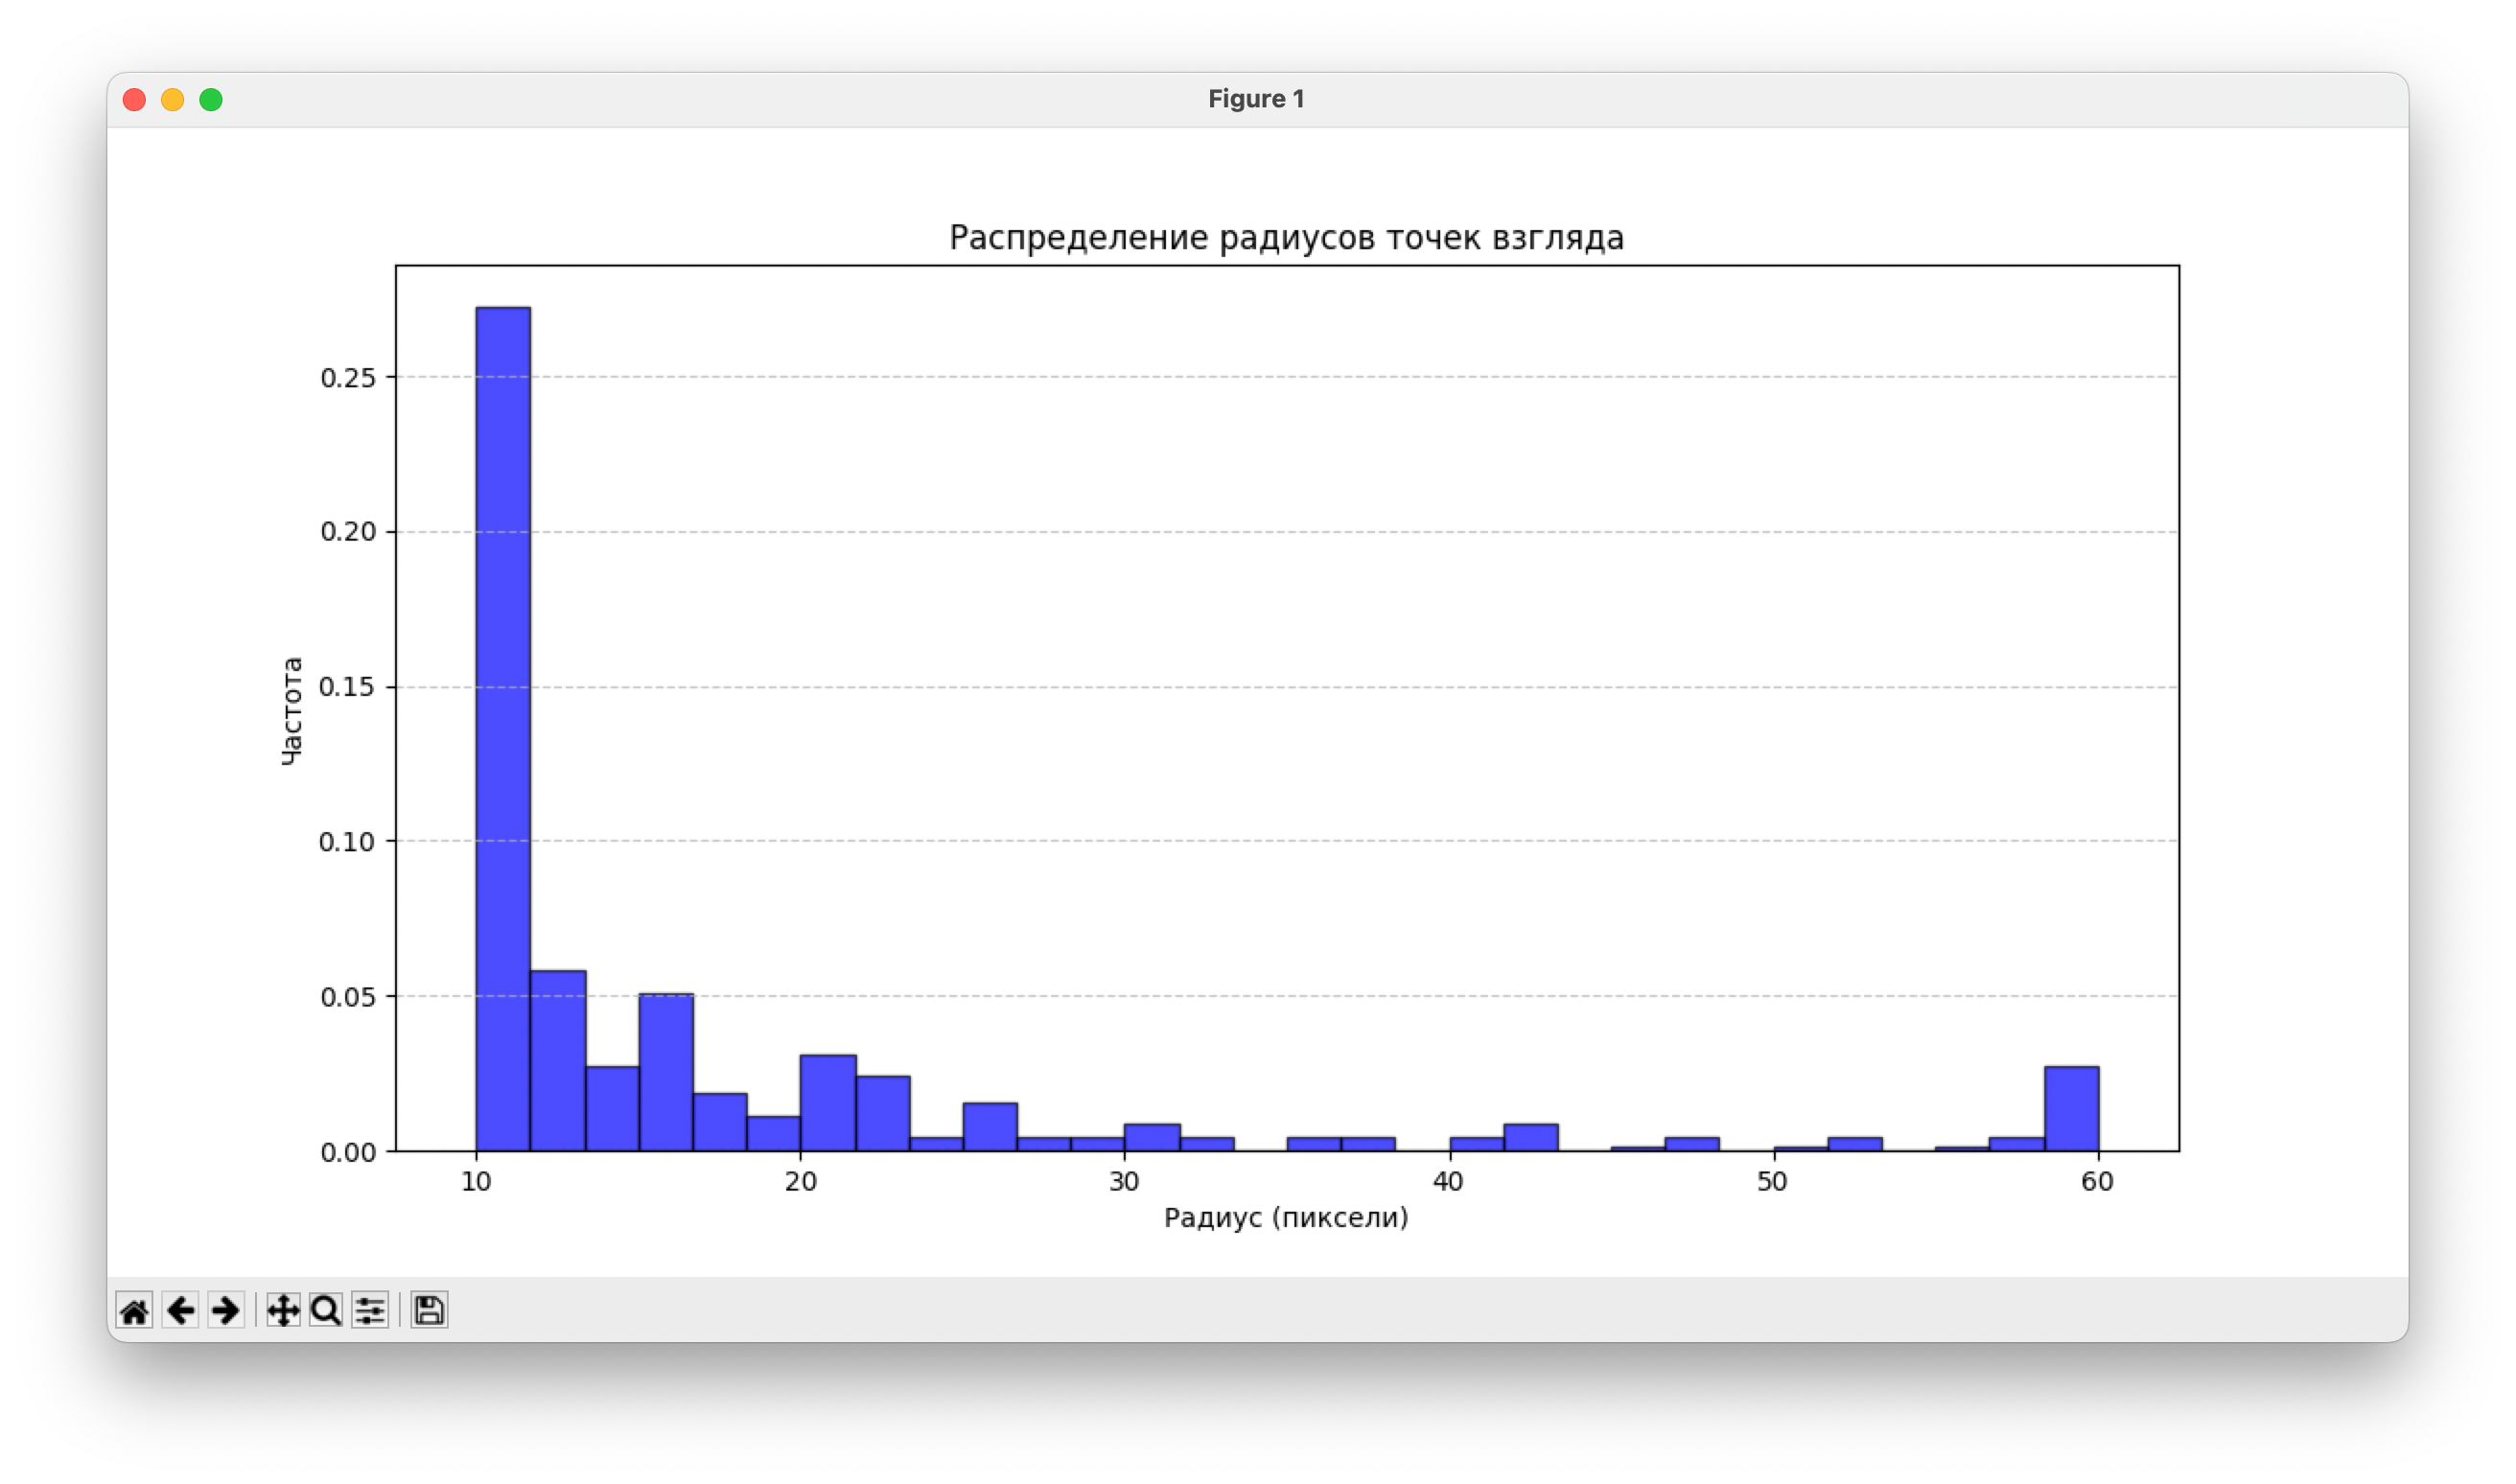 Figure 1
Распределение радиусов точек взгляда
0.25
0.20
0.15
0.10
0.05
0.00
Частота
10 20 30 40 50 60
Радиус (пиксели)